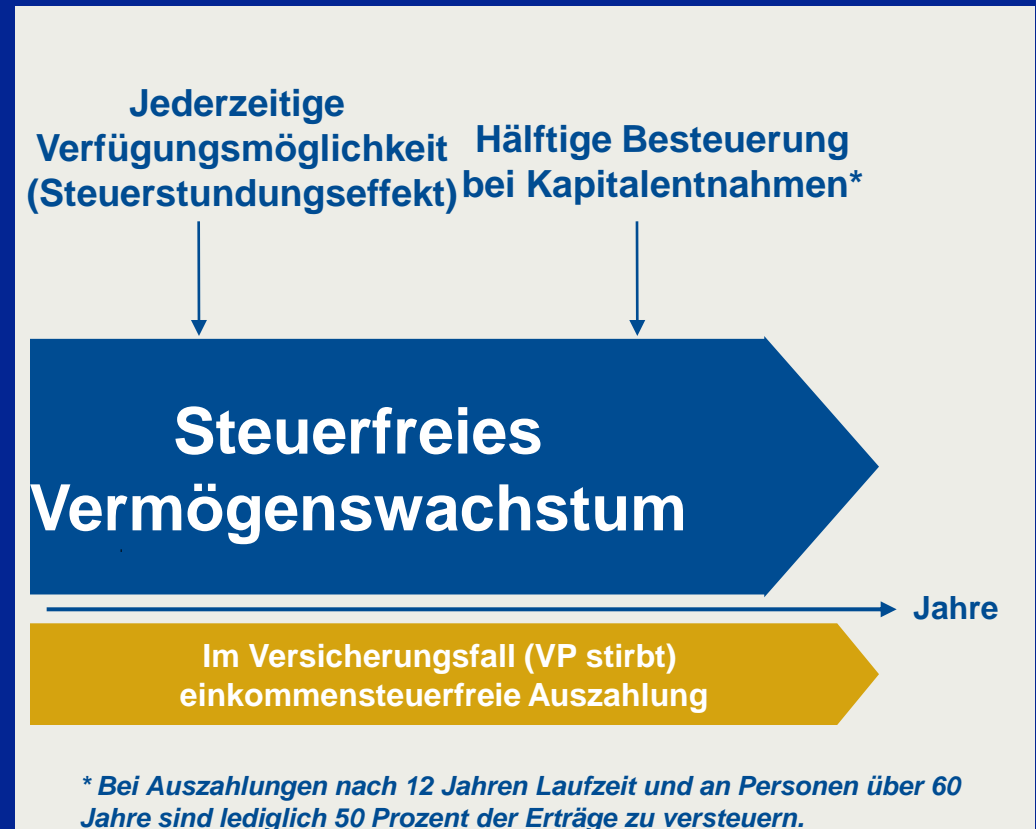 Jederzeitige
Verfügungsmöglichkeit
(Steuerstundungseffekt)
Hälftige Besteuerung
bei Kapitalentnahmen*
Steuerfreies
Vermögenswachstum
Jahre
Im Versicherungsfall (VP stirbt)
einkommensteuerfreie Auszahlung
* Bei Auszahlungen nach 12 Jahren Laufzeit und an Personen über 60
Jahre sind lediglich 50 Prozent der Erträge zu versteuern.